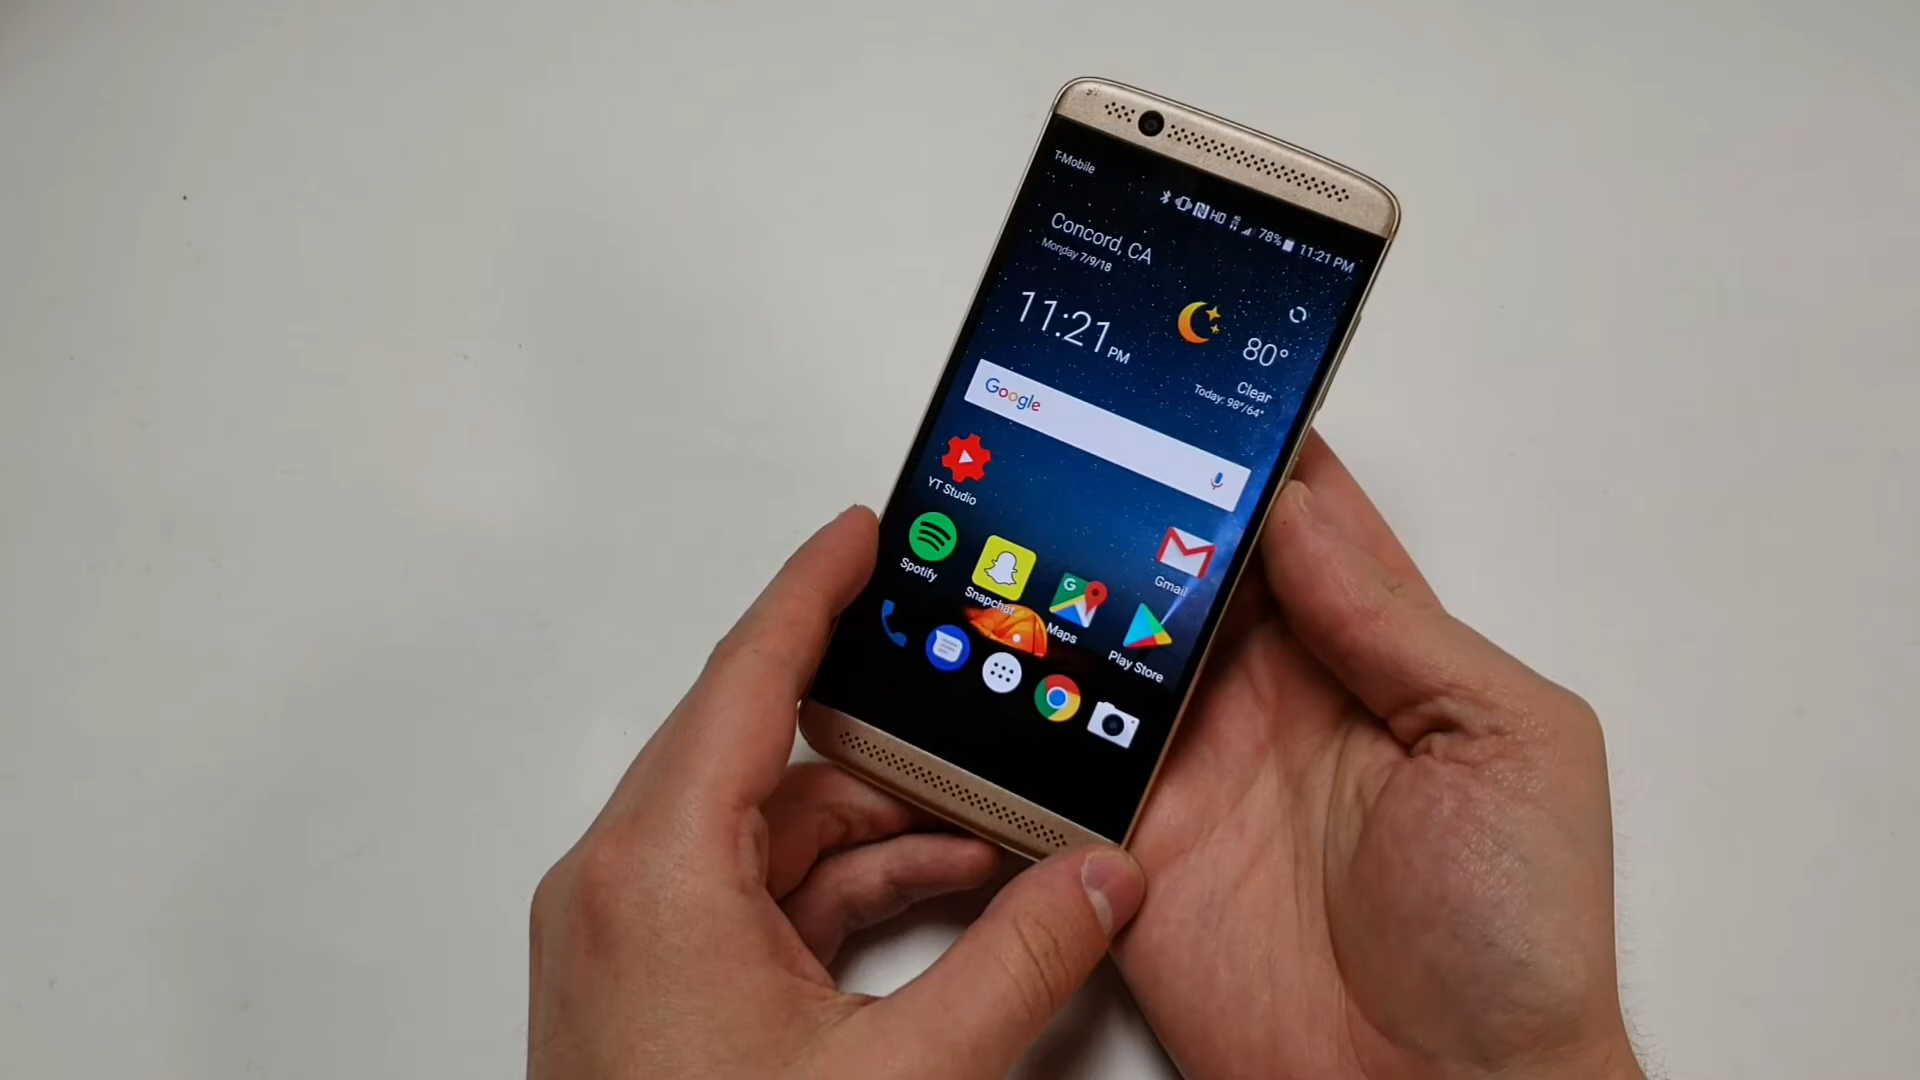 T-Mobile
HD 78% 11:21 PM
Concord, CA
Monday 7/9/18
11:21 PM
80°
Clear
Today: 98°/64°
Google
YT Studio
Gmail
Spotify
Snapchat
G
Maps
Play Store